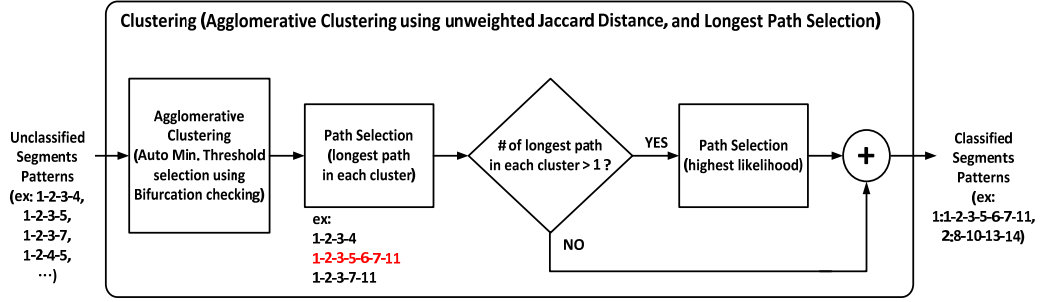 Clustering (Agglomerative Clustering using unweighted Jaccard Distance, and Longest Path Selection)
Unclassified
Segments
Patterns
(ex: 1-2-3-4,
1-2-3-5,
1-2-3-7,
1-2-4-5,
…)
Agglomerative
Clustering
(Auto Min. Threshold
selection using
Bifurcation checking)
Path Selection
(longest path
in each cluster)
ex:
1-2-3-4
1-2-3-5-6-7-11
1-2-3-7-11
# of longest path
in each cluster > 1 ?
YES
NO
Path Selection
(highest likelihood)
+
Classified
Segments
Patterns
(ex:
1:1-2-3-5-6-7-11,
2:8-10-13-14)